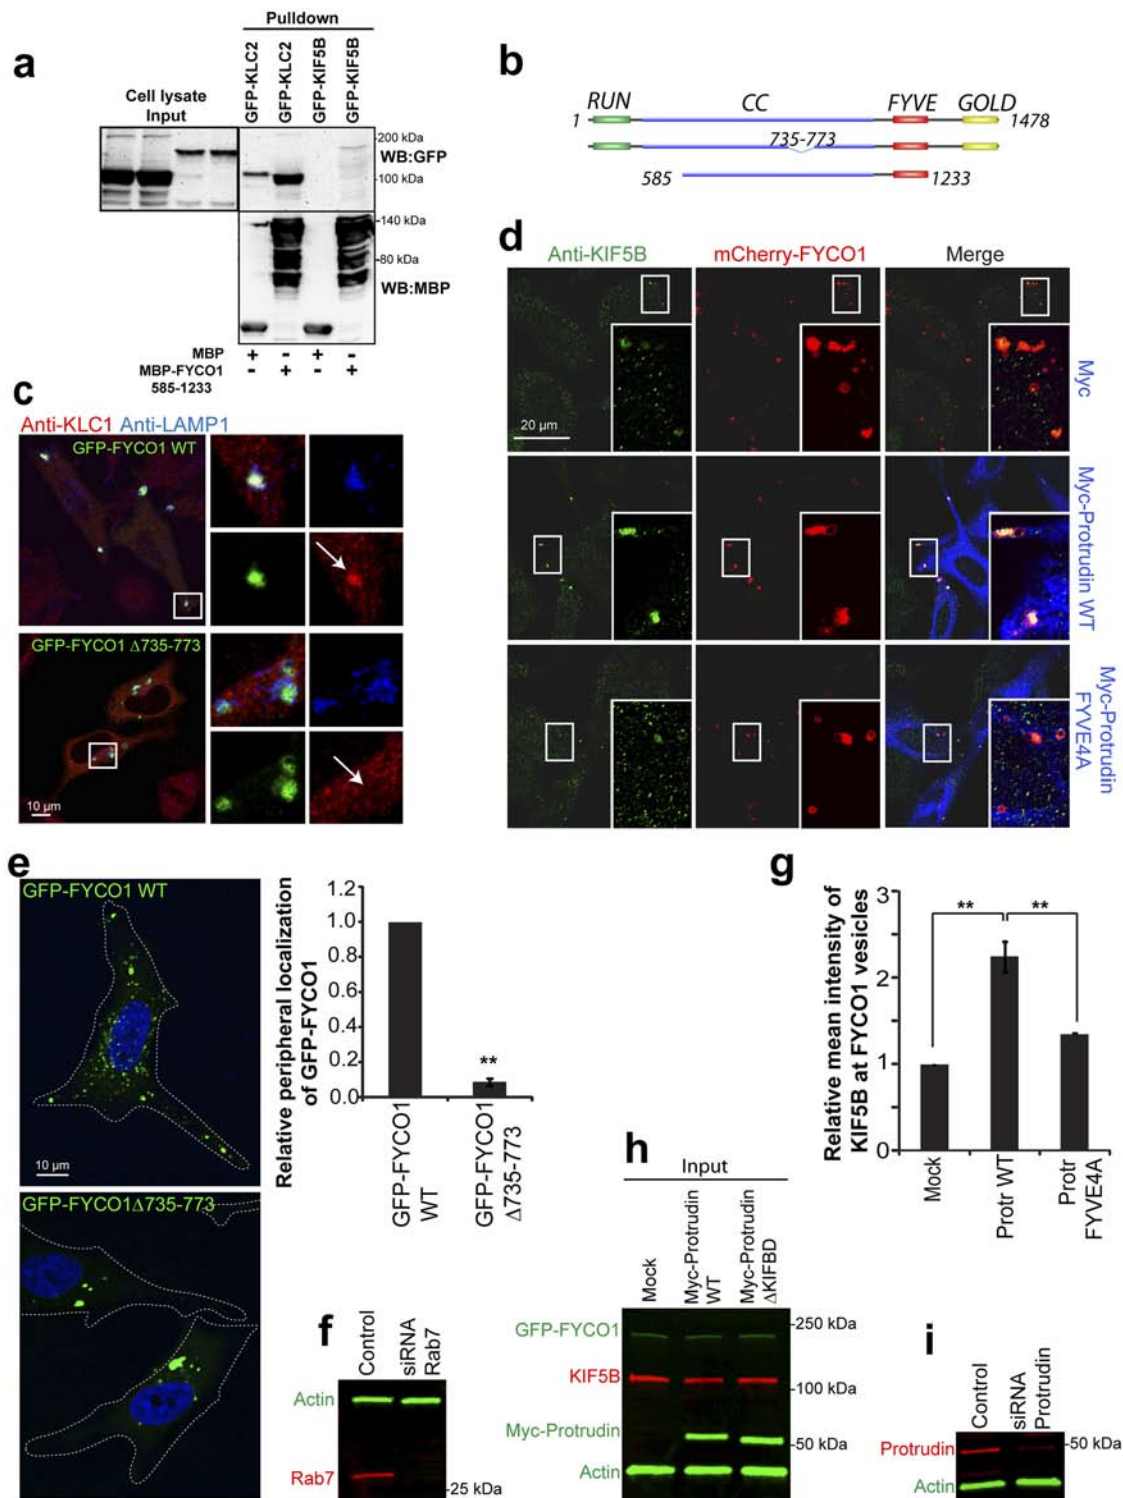 a
Pulldown
GFP-KLC2
GFP-KLC2
GFP-KIF5B
GFP-KIF5B
Cell lysate
Input
200 kDa
WB:GFP
100 kDa
140 kDa
80 kDa
WB:MBP
MBP + - + -
MBP-FYCO1 - + - +
585-1233
b
RUN CC FYVE GOLD
1 1478
735-773
585 1233
c
Anti-KLC1 Anti-LAMP1
GFP-FYCO1 WT
GFP-FYCO1 Δ735-773
10 µm
d
Anti-KIF5B mCherry-FYCO1 Merge
20 µm
Myc
Myc-Protrudin WT
Myc-Protrudin
FYVE4A
e
GFP-FYCO1 WT
10 µm
GFP-FYCO1Δ735-773
Relative peripheral localization
of GFP-FYCO1
1.2
1.0
0.8
0.6
0.4
0.2
0.0
**
GFP-FYCO1
WT
GFP-FYCO1
Δ735-773
f
Control
siRNA
Rab7
Actin
Rab7
-25 kDa
g
Relative mean intensity of
KIF5B at FYCO1 vesicles
3
2
1
0
** **
Mock
Protr WT
Protr
FYVE4A
h
Input
Mock
Myc-Protrudin
WT
Myc-Protrudin
ΔKIFBD
GFP-FYCO1
KIF5B
Myc-Protrudin
Actin
-250 kDa
-100 kDa
-50 kDa
i
Control
siRNA
Protrudin
Protrudin
Actin
-50 kDa